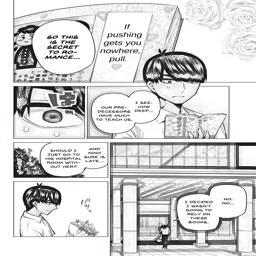 If
pushing
gets you
nowhere,
pull.
SO THIS
IS THE
SECRET
TO RO-
MANCE...
I SEE.
HOW
DEEP...
OUR PRE-
DECESSORS
HAVE MUCH
TO TEACH US.
AND
NINO
SURE IS
LATE...
SHOULD I
JUST GO TO
HIS HOSPITAL
ROOM WITH-
OUT HER?
NO,
NO...
I DECIDED
I WASN'T
GOING TO
RELY ON
THESE
BOOKS.